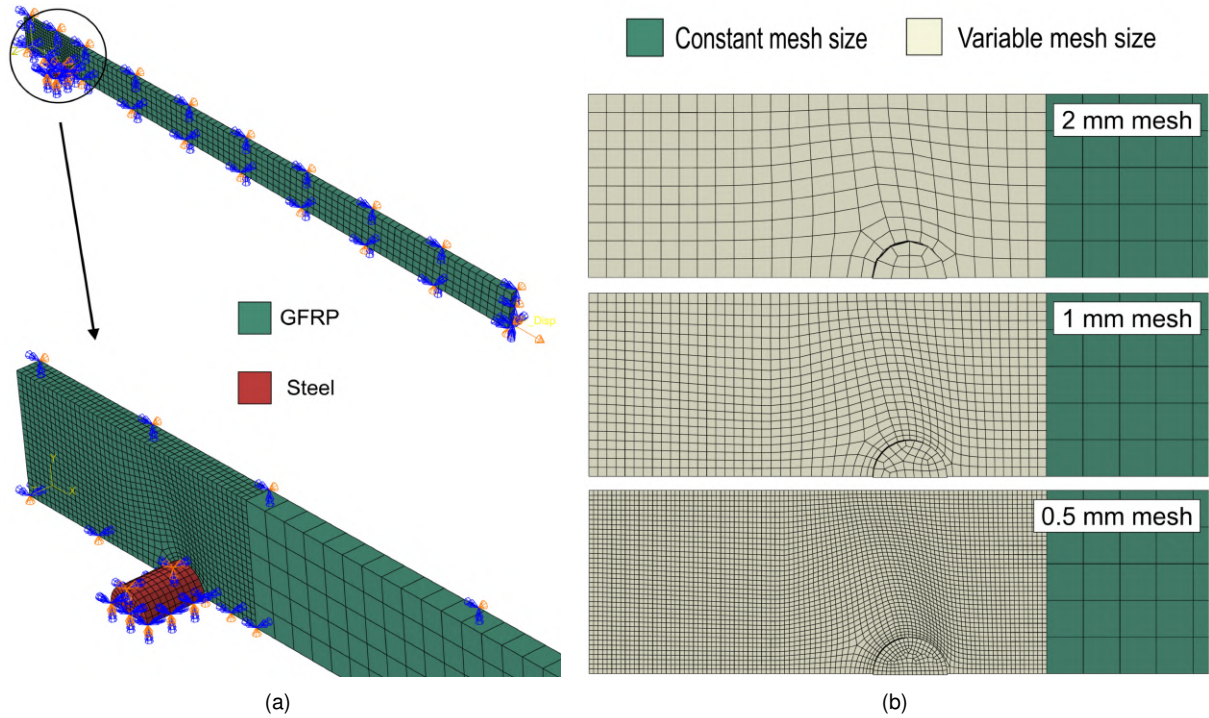 Constant mesh size
Variable mesh size
2 mm mesh
1 mm mesh
0.5 mm mesh
GFRP
Steel
Disp
Y
X
(a)
(b)